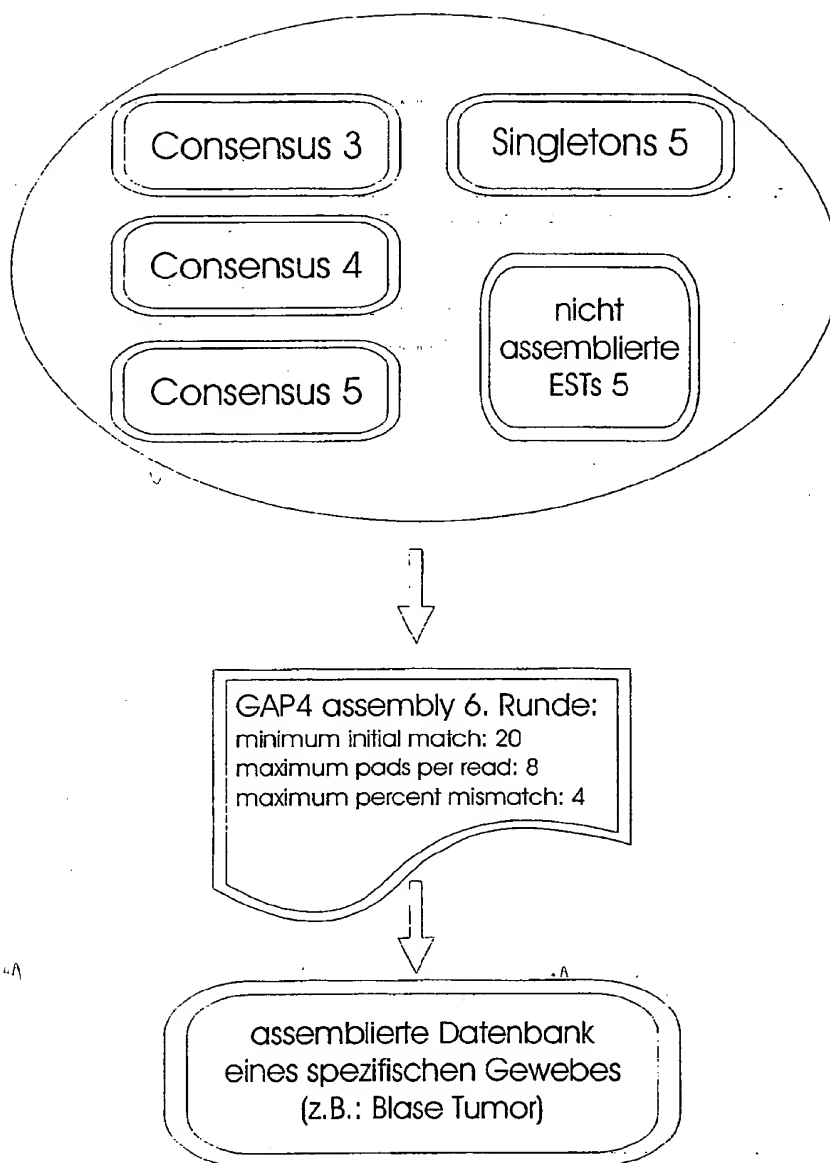 Consensus 3
Singletons 5
Consensus 4
nicht
assemblierte
ESTs 5
Consensus 5
GAP4 assembly 6. Runde:
minimum initial match: 20
maximum pads per read: 8
maximum percent mismatch: 4
assemblierte Datenbank
eines spezifischen Gewebes
(z.B.: Blase Tumor)